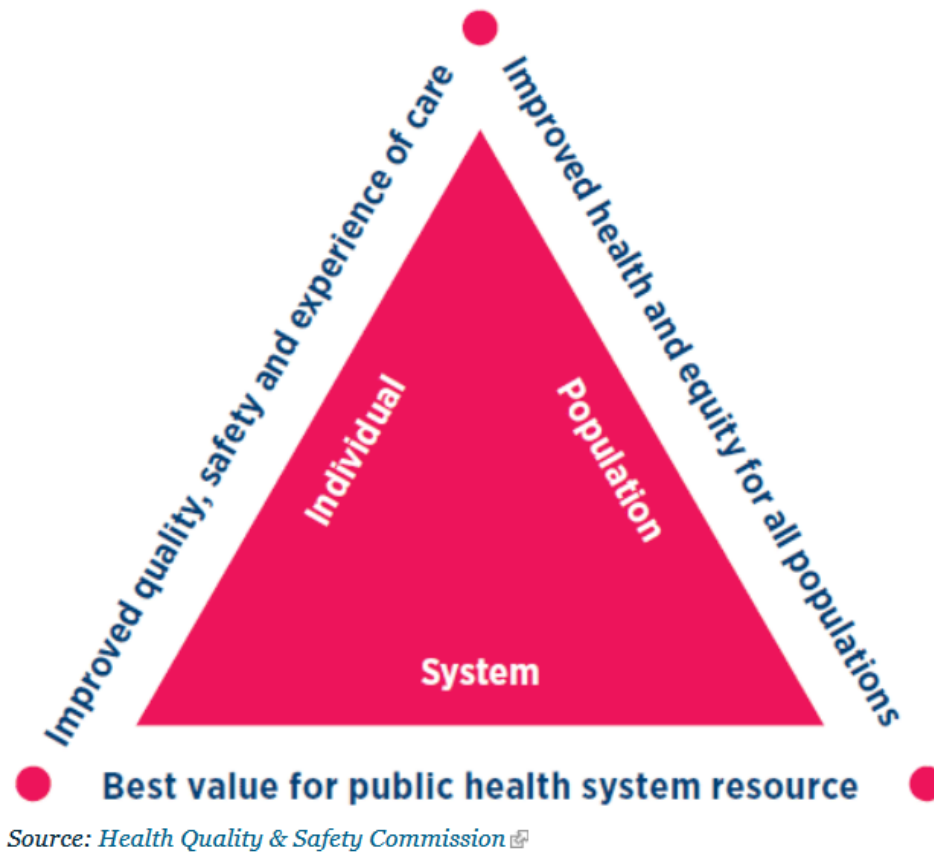 Improved quality, safety and experience of care
Improved health and equity for all populations
Individual
Population
System
Best value for public health system resource
Source: Health Quality & Safety Commission